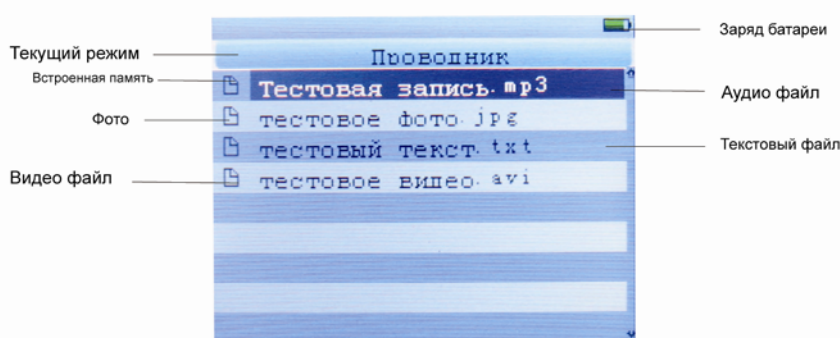 Заряд батареи
Текущий режим
Проводник
Встроенная память
Тестовая запись.mp3
Аудио файл
Фото
тестовое фото.jpg
тестовый текст.txt
Текстовый файл
Видео файл
тестовое видео.avi